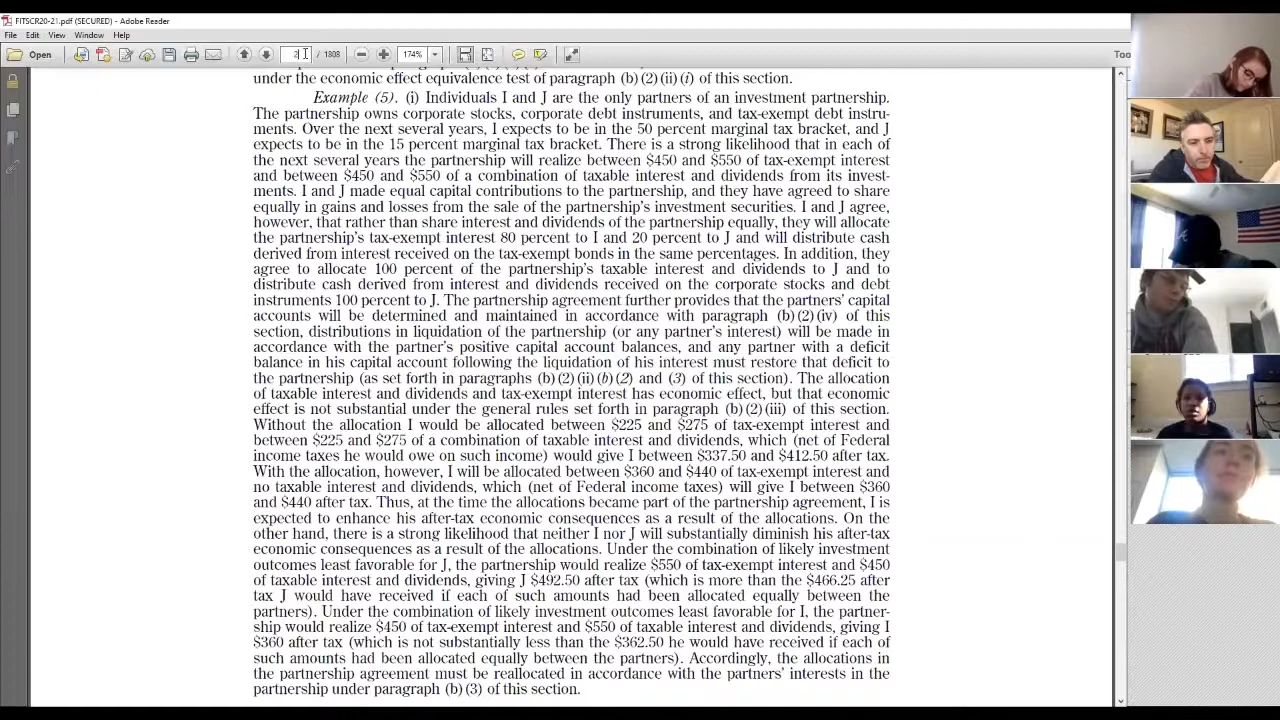 FITSCR20-21.pdf (SECURED) - Adobe Reader
File Edit View Window Help
Open 2 / 1808 174% Too
under the economic effect equivalence test of paragraph (b)(2)(ii)(i) of this section.
Example (5). (i) Individuals I and J are the only partners of an investment partnership.
The partnership owns corporate stocks, corporate debt instruments, and tax-exempt debt instru-
ments. Over the next several years, I expects to be in the 50 percent marginal tax bracket, and J
expects to be in the 15 percent marginal tax bracket. There is a strong likelihood that in each of
the next several years the partnership will realize between $450 and $550 of tax-exempt interest
and between $450 and $550 of a combination of taxable interest and dividends from its invest-
ments. I and J made equal capital contributions to the partnership, and they have agreed to share
equally in gains and losses from the sale of the partnership's investment securities. I and J agree,
however, that rather than share interest and dividends of the partnership equally, they will allocate
the partnership's tax-exempt interest 80 percent to I and 20 percent to J and will distribute cash
derived from interest received on the tax-exempt bonds in the same percentages. In addition, they
agree to allocate 100 percent of the partnership's taxable interest and dividends to J and to
distribute cash derived from interest and dividends received on the corporate stocks and debt
instruments 100 percent to J. The partnership agreement further provides that the partners' capital
accounts will be determined and maintained in accordance with paragraph (b)(2)(iv) of this
section, distributions in liquidation of the partnership (or any partner's interest) will be made in
accordance with the partner's positive capital account balances, and any partner with a deficit
balance in his capital account following the liquidation of his interest must restore that deficit to
the partnership (as set forth in paragraphs (b)(2)(ii)(b)(2) and (3) of this section). The allocation
of taxable interest and dividends and tax-exempt interest has economic effect, but that economic
effect is not substantial under the general rules set forth in paragraph (b)(2)(iii) of this section.
Without the allocation I would be allocated between $225 and $275 of tax-exempt interest and
between $225 and $275 of a combination of taxable interest and dividends, which (net of Federal
income taxes he would owe on such income) would give I between $337.50 and $412.50 after tax.
With the allocation, however, I will be allocated between $360 and $440 of tax-exempt interest and
no taxable interest and dividends, which (net of Federal income taxes) will give I between $360
and $440 after tax. Thus, at the time the allocations became part of the partnership agreement, I is
expected to enhance his after-tax economic consequences as a result of the allocations. On the
other hand, there is a strong likelihood that neither I nor J will substantially diminish his after-tax
economic consequences as a result of the allocations. Under the combination of likely investment
outcomes least favorable for J, the partnership would realize $550 of tax-exempt interest and $450
of taxable interest and dividends, giving J $492.50 after tax (which is more than the $466.25 after
tax J would have received if each of such amounts had been allocated equally between the
partners). Under the combination of likely investment outcomes least favorable for I, the partner-
ship would realize $450 of tax-exempt interest and $550 of taxable interest and dividends, giving I
$360 after tax (which is not substantially less than the $362.50 he would have received if each of
such amounts had been allocated equally between the partners). Accordingly, the allocations in
the partnership agreement must be reallocated in accordance with the partners' interests in the
partnership under paragraph (b)(3) of this section.